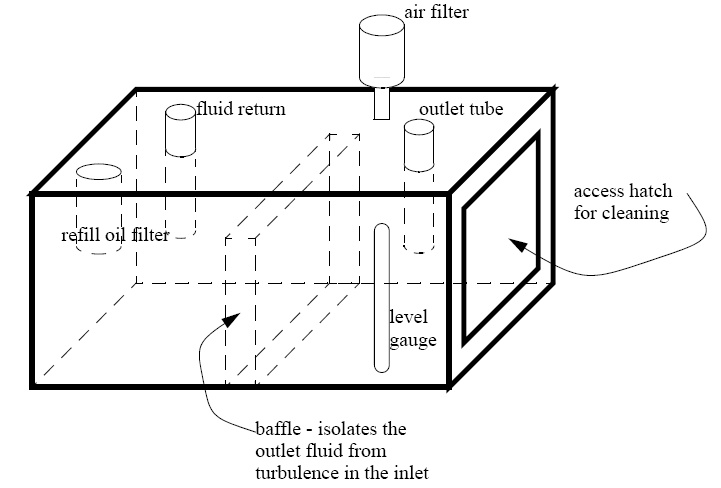 air filter
fluid return
outlet tube
access hatch
for cleaning
refill oil filter
level
gauge
baffle - isolates the
outlet fluid from
turbulence in the inlet